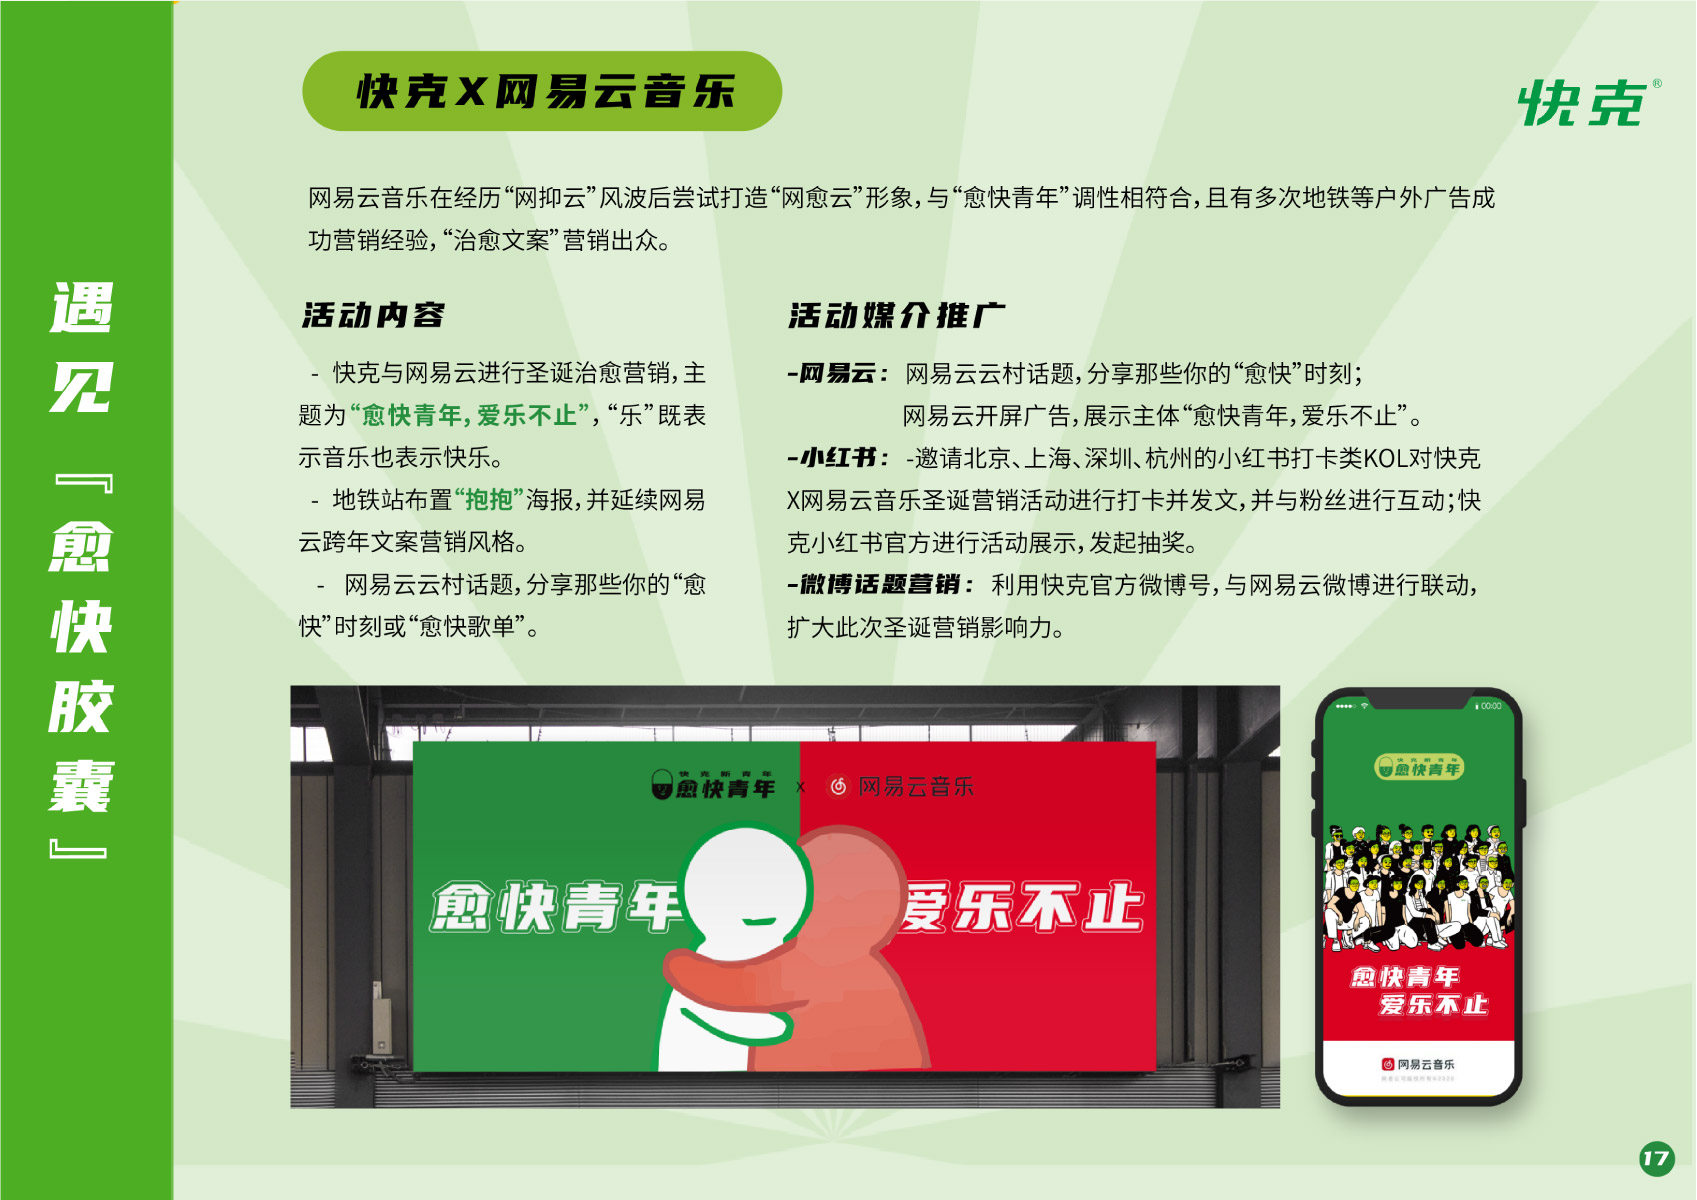 快克X网易云音乐
快克®
网易云音乐在经历“网抑云”风波后尝试打造“网愈云”形象，与“愈快青年”调性相符合，且有多次地铁等户外广告成
功营销经验，“治愈文案”营销出众。
遇见『愈快胶囊』
活动内容
- 快克与网易云进行圣诞治愈营销，主
题为“愈快青年，爱乐不止”，“乐”既表
示音乐也表示快乐。
- 地铁站布置“抱抱”海报，并延续网易
云跨年文案营销风格。
- 网易云云村话题，分享那些你的“愈
快”时刻或“愈快歌单”。
活动媒介推广
-网易云：网易云云村话题，分享那些你的“愈快”时刻；
网易云开屏广告，展示主体“愈快青年，爱乐不止”。
-小红书：-邀请北京、上海、深圳、杭州的小红书打卡类KOL对快克
X网易云音乐圣诞营销活动进行打卡并发文，并与粉丝进行互动；快
克小红书官方进行活动展示，发起抽奖。
-微博话题营销：利用快克官方微博号，与网易云微博进行联动，
扩大此次圣诞营销影响力。
快克新青年
愈快青年 x 网易云音乐
愈快青年 爱乐不止
00:00
快克新青年
愈快青年
愈快青年
爱乐不止
网易云音乐
17